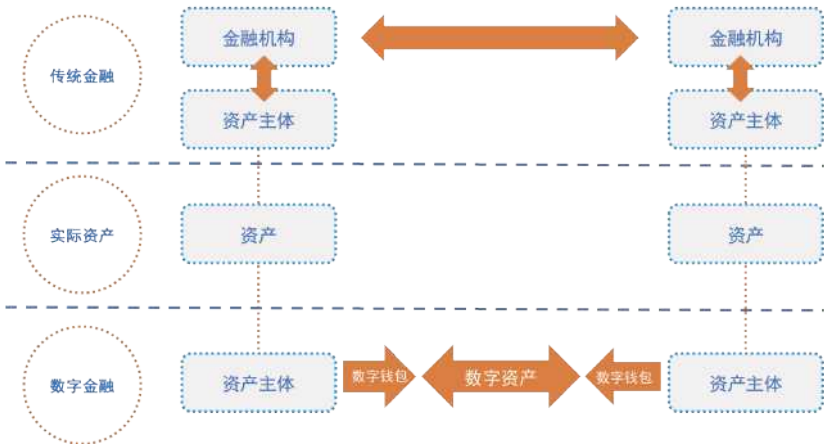 金融机构
金融机构
传统金融
资产主体
资产主体
实际资产
资产
资产
数字金融
资产主体
数字钱包
数字资产
数字钱包
资产主体